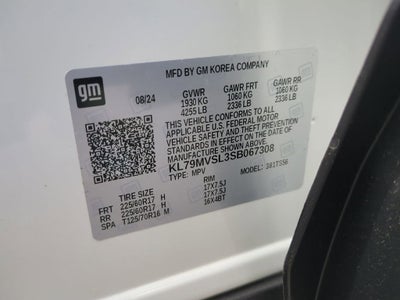 gm
MFD BY GM KOREA COMPANY
08/24 GVWR GAWR FRT GAWR RR
1930 KG 1060 KG 1060 KG
4255 LB 2336 LB 2336 LB
THIS VEHICLE CONFORMS TO ALL
APPLICABLE U.S. FEDERAL MOTOR
VEHICLE SAFETY AND THEFT
PREVENTION STANDARDS IN
EFFECT ON THE DATE OF
MANUFACTURE SHOWN ABOVE.
KL79MVSL3SB067308
TYPE: MPV MODEL: 381TS56
TIRE SIZE RIM
FRT 225/60R17 H 17X7.5J
RR 225/60R17 H 17X7.5J
SPA T125/70R16 M 16X4BT